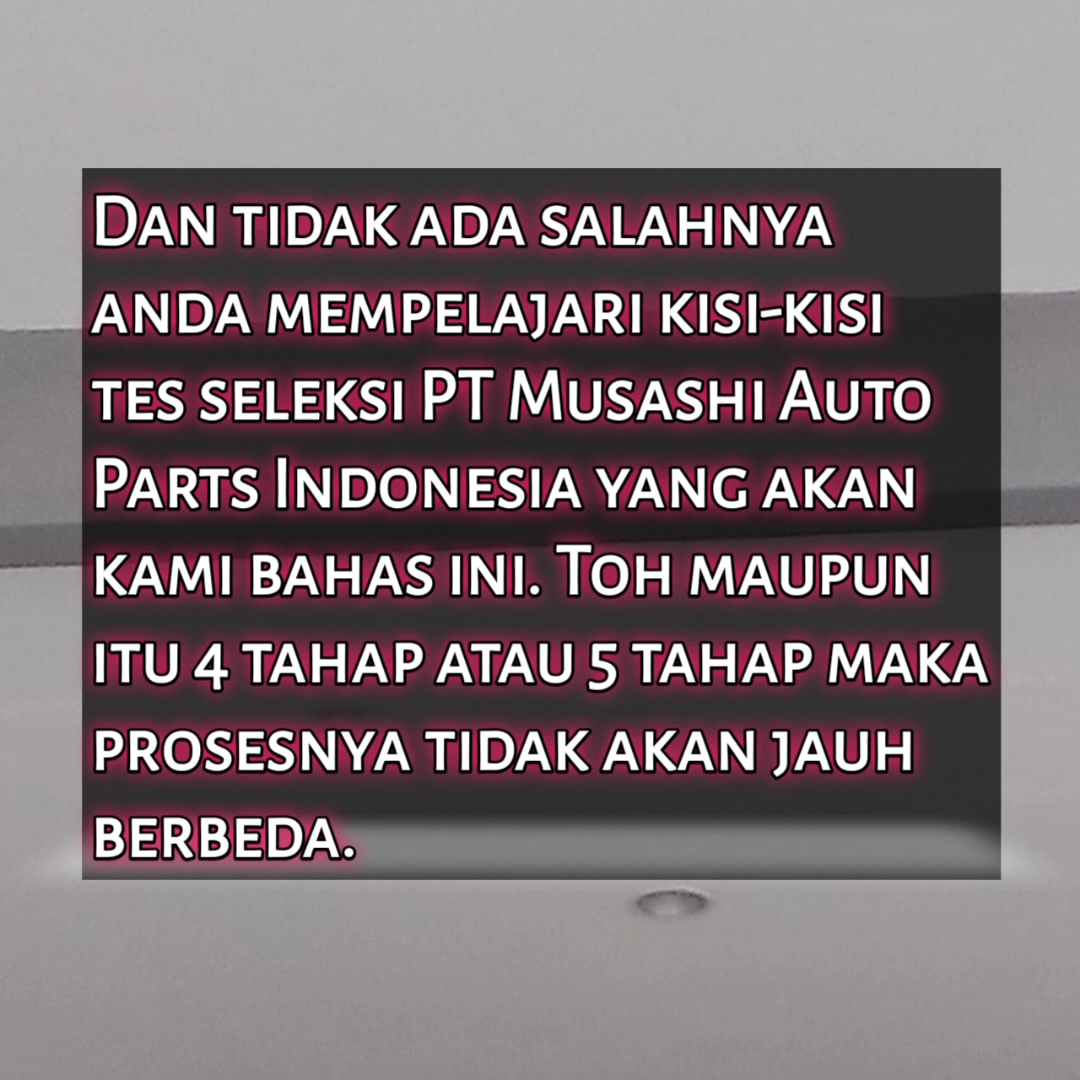 Dan tidak ada salahnya
anda mempelajari kisi-kisi
tes seleksi PT Musashi Auto
Parts Indonesia yang akan
kami bahas ini. Toh maupun
itu 4 tahap atau 5 tahap maka
prosesnya tidak akan jauh
berbeda.